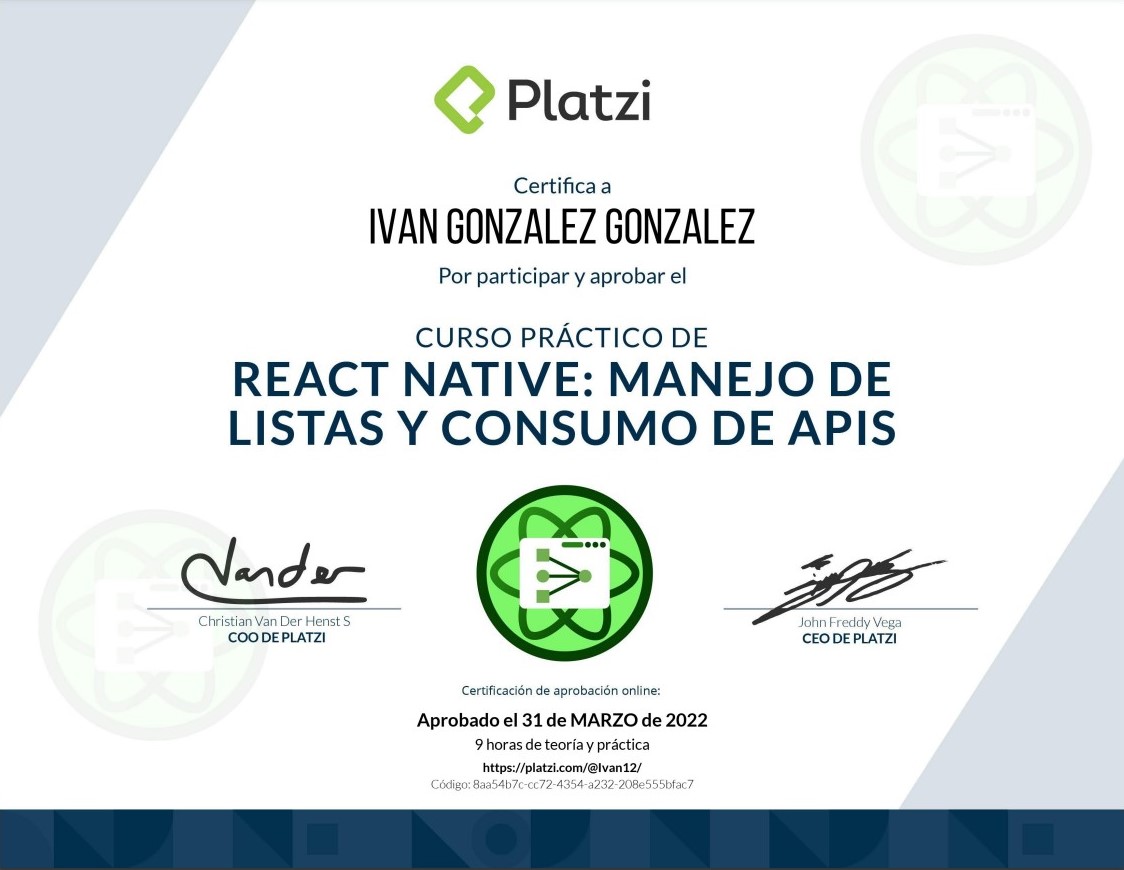 Platzi
Certifica a
IVAN GONZALEZ GONZALEZ
Por participar y aprobar el
CURSO PRÁCTICO DE
REACT NATIVE: MANEJO DE
LISTAS Y CONSUMO DE APIS
Vander
Christian Van Der Henst S
COO DE PLATZI
John Freddy Vega
CEO DE PLATZI
Certificación de aprobación online:
Aprobado el 31 de MARZO de 2022
9 horas de teoría y práctica
https://platzi.com/@Ivan12/
Código: 8aa54b7c-cc72-4354-a232-208e555bfac7